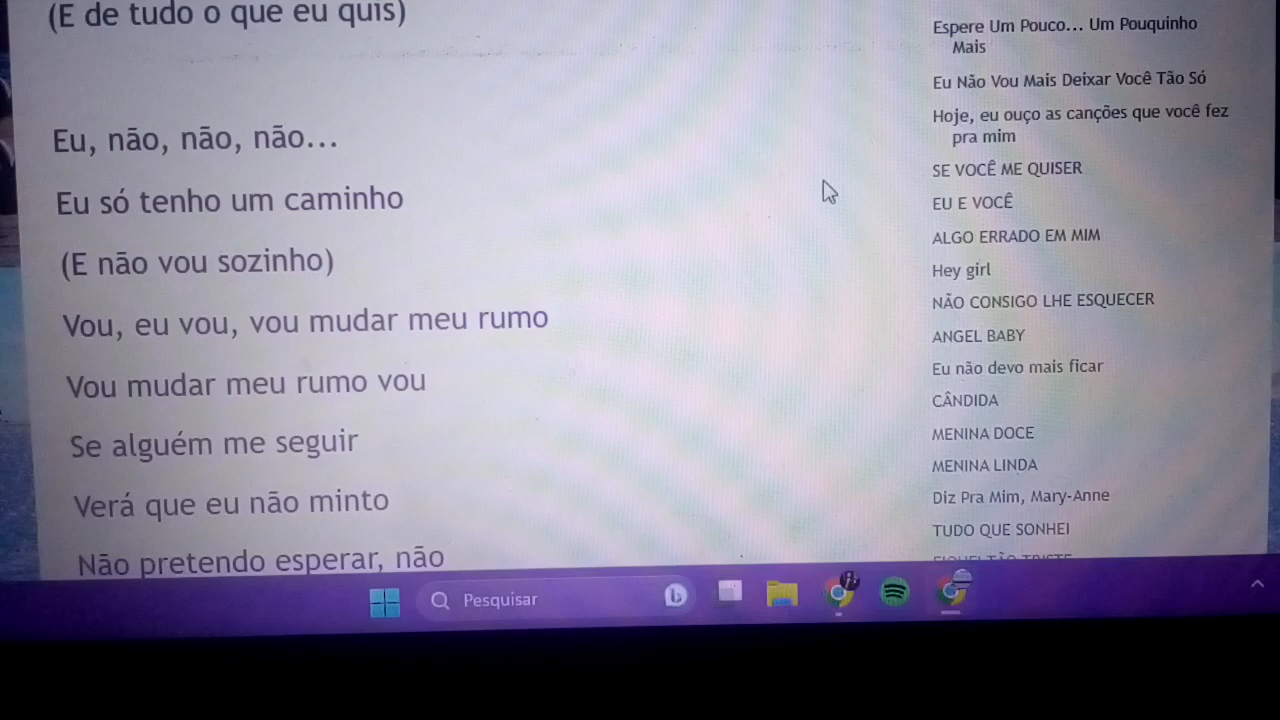 (E de tudo o que eu quis)
Eu, não, não, não...
Eu só tenho um caminho
(E não vou sozinho)
Vou, eu vou, vou mudar meu rumo
Vou mudar meu rumo vou
Se alguém me seguir
Verá que eu não minto
Não pretendo esperar, não
Espere Um Pouco... Um Pouquinho
Mais
Eu Não Vou Mais Deixar Você Tão Só
Hoje, eu ouço as canções que você fez
pra mim
SE VOCÊ ME QUISER
EU E VOCÊ
ALGO ERRADO EM MIM
Hey girl
NÃO CONSIGO LHE ESQUECER
ANGEL BABY
Eu não devo mais ficar
CÂNDIDA
MENINA DOCE
MENINA LINDA
Diz Pra Mim, Mary-Anne
TUDO QUE SONHEI
Pesquisar